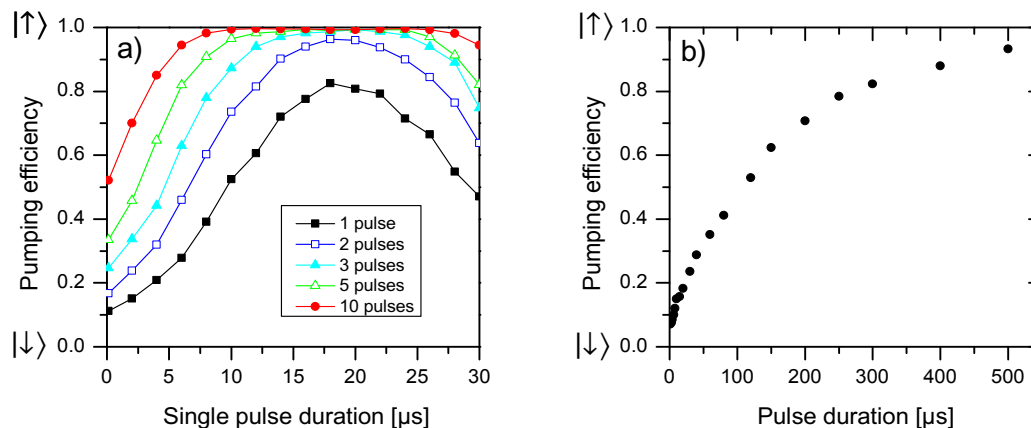 |↑⟩
1.0
0.8
0.6
0.4
0.2
|↓⟩
0.0
Pumping efficiency
a)
1 pulse
2 pulses
3 pulses
5 pulses
10 pulses
0 5 10 15 20 25 30
Single pulse duration [µs]
|↑⟩
1.0
0.8
0.6
0.4
0.2
|↓⟩
0.0
Pumping efficiency
b)
0 100 200 300 400 500
Pulse duration [µs]